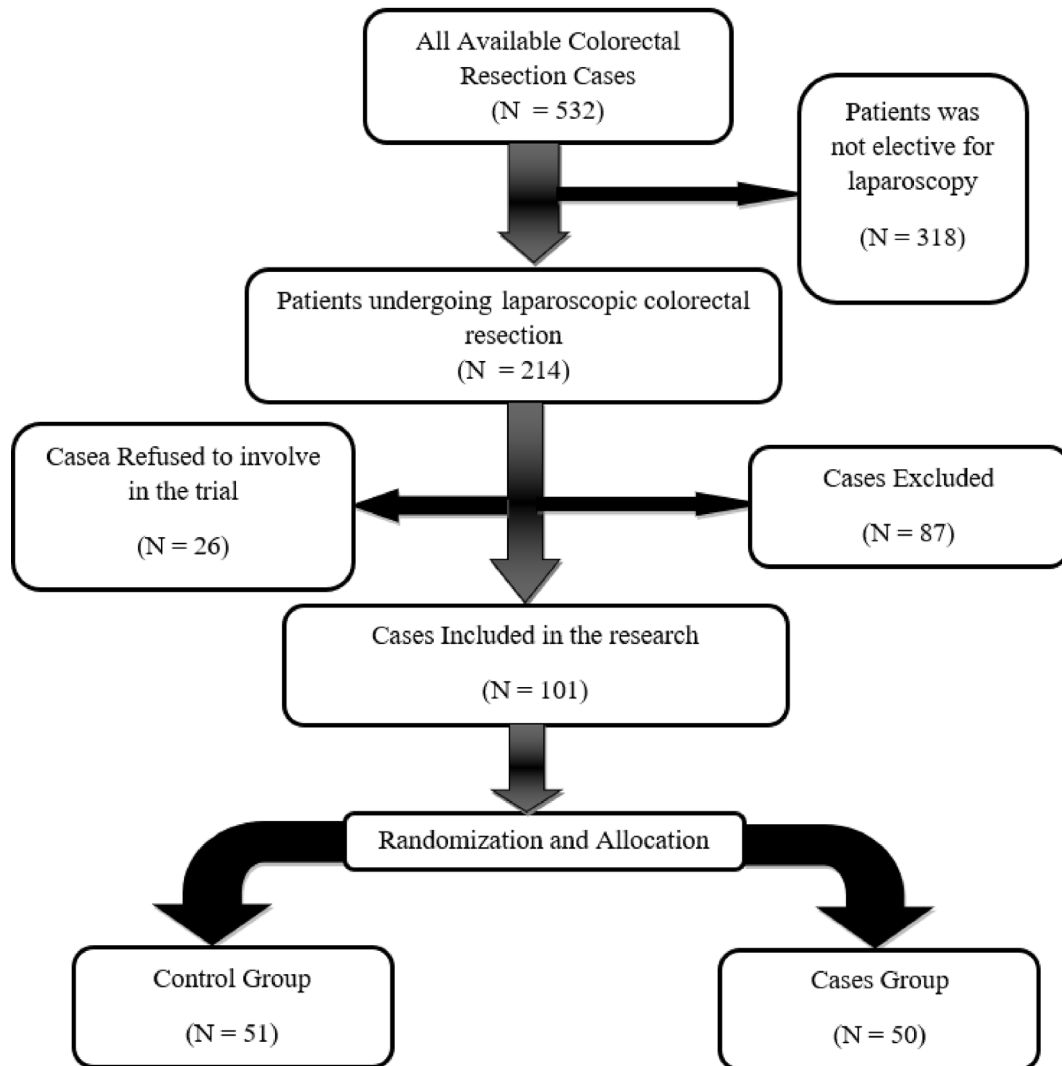 All Available Colorectal
Resection Cases
(N = 532)
Patients was
not elective for
laparoscopy
(N = 318)
Patients undergoing laparoscopic colorectal
resection
(N = 214)
Casea Refused to involve
in the trial
(N = 26)
Cases Excluded
(N = 87)
Cases Included in the research
(N = 101)
Randomization and Allocation
Control Group
(N = 51)
Cases Group
(N = 50)